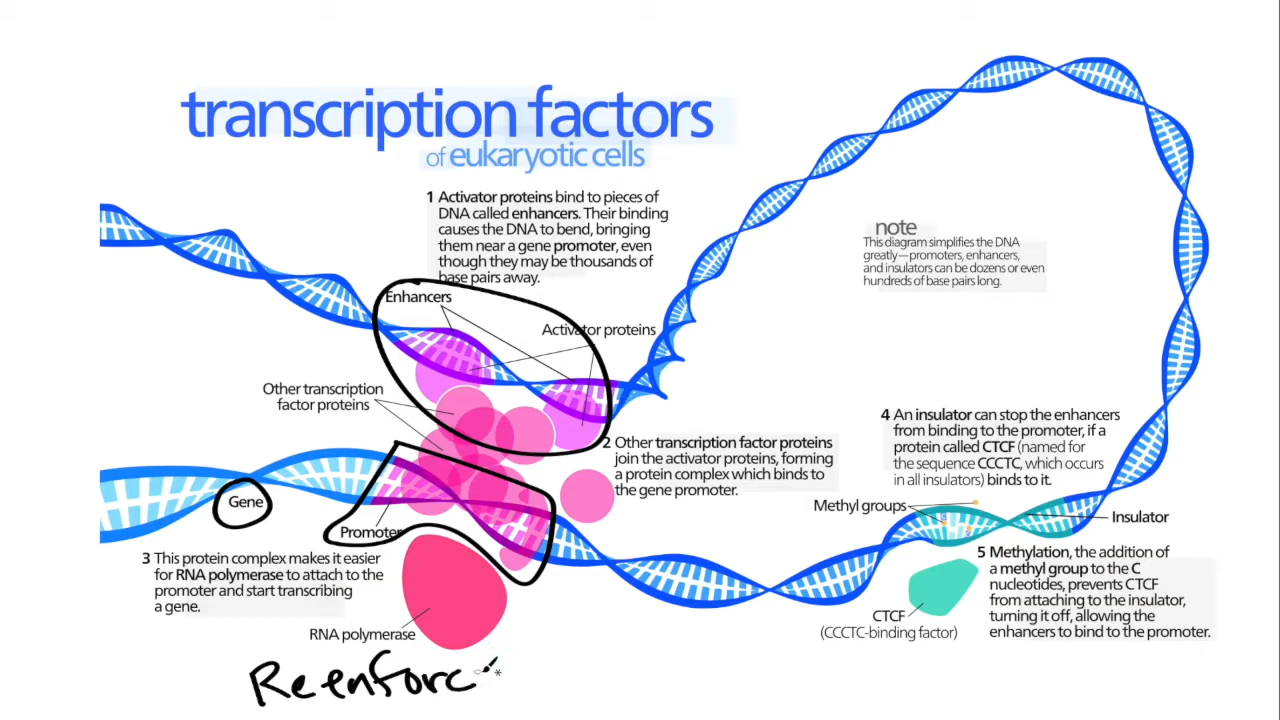 transcription factors
of eukaryotic cells
1 Activator proteins bind to pieces of
DNA called enhancers. Their binding
causes the DNA to bend, bringing
them near a gene promoter, even
though they may be thousands of
base pairs away.
Enhancers
Activator proteins
note
This diagram simplifies the DNA
greatly—promoters, enhancers,
and insulators can be dozens or even
hundreds of base pairs long.
Other transcription
factor proteins
2 Other transcription factor proteins
join the activator proteins, forming
a protein complex which binds to
the gene promoter.
4 An insulator can stop the enhancers
from binding to the promoter, if a
protein called CTCF (named for
the sequence CCCTC, which occurs
in all insulators) binds to it.
Gene
Promoter
Methyl groups
Insulator
3 This protein complex makes it easier
for RNA polymerase to attach to the
promoter and start transcribing
a gene.
RNA polymerase
CTCF
(CCCTC-binding factor)
5 Methylation, the addition of
a methyl group to the C
nucleotides, prevents CTCF
from attaching to the insulator,
turning it off, allowing the
enhancers to bind to the promoter.
Reenforc